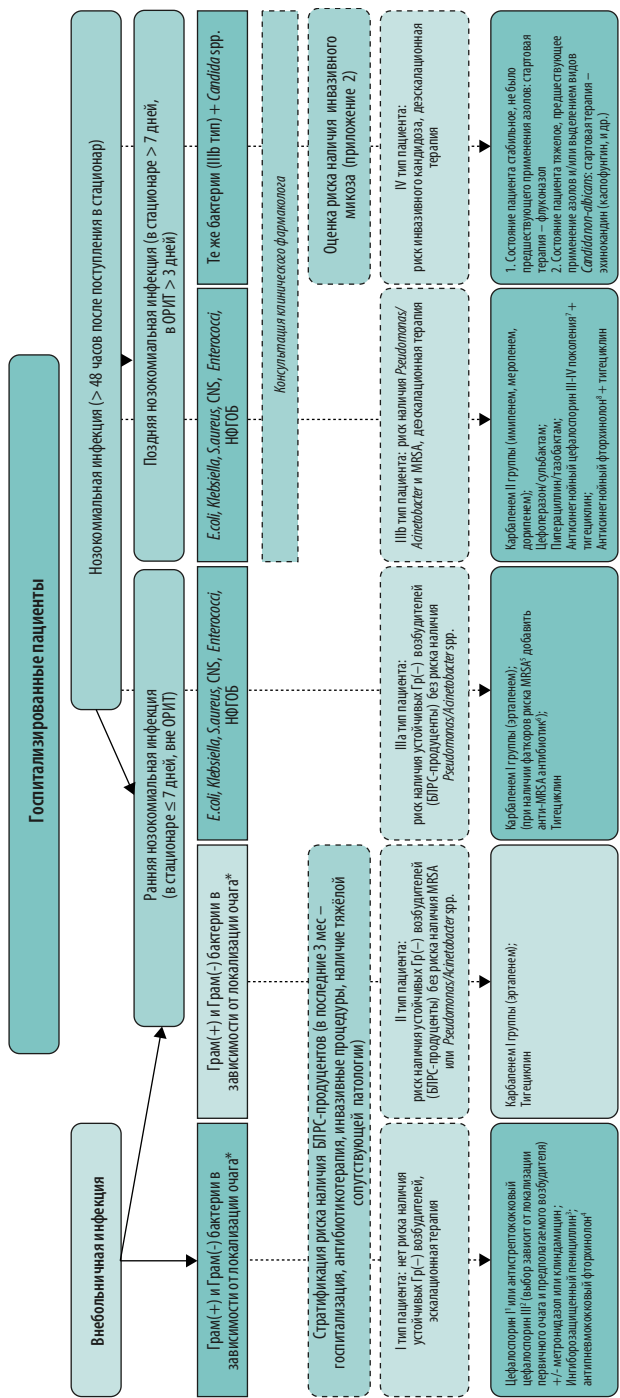 Госпитализированные пациенты
Внебольничная инфекция
Нозокомиальная инфекция (> 48 часов после поступления в стационар)
Ранняя нозокомиальная инфекция
(в стационаре ≤ 7 дней, вне ОРИТ)
Поздняя нозокомиальная инфекция (в стационаре > 7 дней,
в ОРИТ > 3 дней)
Грам(+) и Грам(-) бактерии в
зависимости от локализации очага*
Грам(+) и Грам(-) бактерии в
зависимости от локализации очага*
E.coli, Klebsiella, S.aureus, CNS, Enterococci,
НФГОБ
E.coli, Klebsiella, S.aureus, CNS, Enterococci,
НФГОБ
Те же бактерии (IIIb тип) + Candida spp.
Консультация клинического фармаколога
Стратификация риска наличия БЛРС-продуцентов (в последние 3 мес –
госпитализация, антибиотикотерапия, инвазивные процедуры, наличие тяжёлой
сопутствующей патологии)
Оценка риска наличия инвазивного
микоза (приложение 2)
I тип пациента: нет риска наличия
устойчивых Гр(–) возбудителей,
эскалационная терапия
II тип пациента:
риск наличия устойчивых Гр(–) возбудителей
(БЛРС-продуценты) без риска наличия MRSA
или Pseudomonas/Acinetobacter spp.
IIIa тип пациента:
риск наличия устойчивых Гр(–) возбудителей
(БЛРС-продуценты) без риска наличия
Pseudomonas/Acinetobacter spp.
IIIb тип пациента: риск наличия Pseudomonas/
Acinetobacter и MRSA, деэскалационная терапия
IV тип пациента:
риск инвазивного кандидоза, деэскалационная
терапия
Цефалоспорин I¹ или антистрептококковый
цефалоспорин III² (выбор зависит от локализации
первичного очага и предполагаемого возбудителя)
+/- метронидазол или клиндамицин ;
Ингиборозащищенный пенициллин³;
антипневмококковый фторхинолон⁴
Карбапенем I группы (эртапенем);
Тигециклин
Карбапенем I группы (эртапенем);
(при наличии фаткоров риска MRSA⁵ добавить
анти-MRSA антибиотик⁶);
Тигециклин
Карбапенем II группы (имипенем, меропенем,
дорипенем);
Цефоперазон/ сульбактам;
Пиперациллин/тазобактам;
Антисинегнойный цефалоспорин III-IV поколения⁷ +
тигециклин;
Антисинегнойный фторхинолон⁸ + тигециклин
1. Состояние пациента стабильное, не было
предшествующего применения азолов: стартовая
терапия – флуконазол
2. Состояние пациента тяжелое, предшествующее
применение азолов и/или выделением видов
Candida non-albicans: стартовая терапия –
эхинокандин (каспофунгин, и др.)